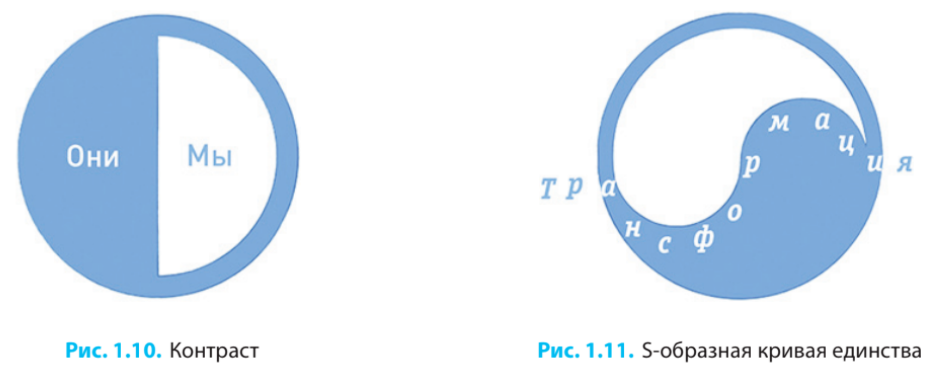 Они Мы
трансформация
Рис. 1.10. Контраст
Рис. 1.11. S-образная кривая единства